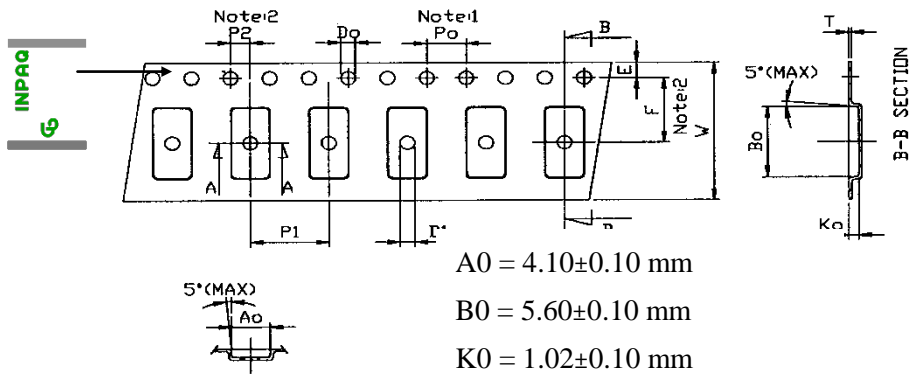 Note:2
Note:1
P2
Do
Po
B
T
INPAQ
E
5°(MAX)
F
Note:2
W
Bo
B-B SECTION
A
A
Ko
P1
A0 = 4.10±0.10 mm
5°(MAX)
Ao
B0 = 5.60±0.10 mm
K0 = 1.02±0.10 mm